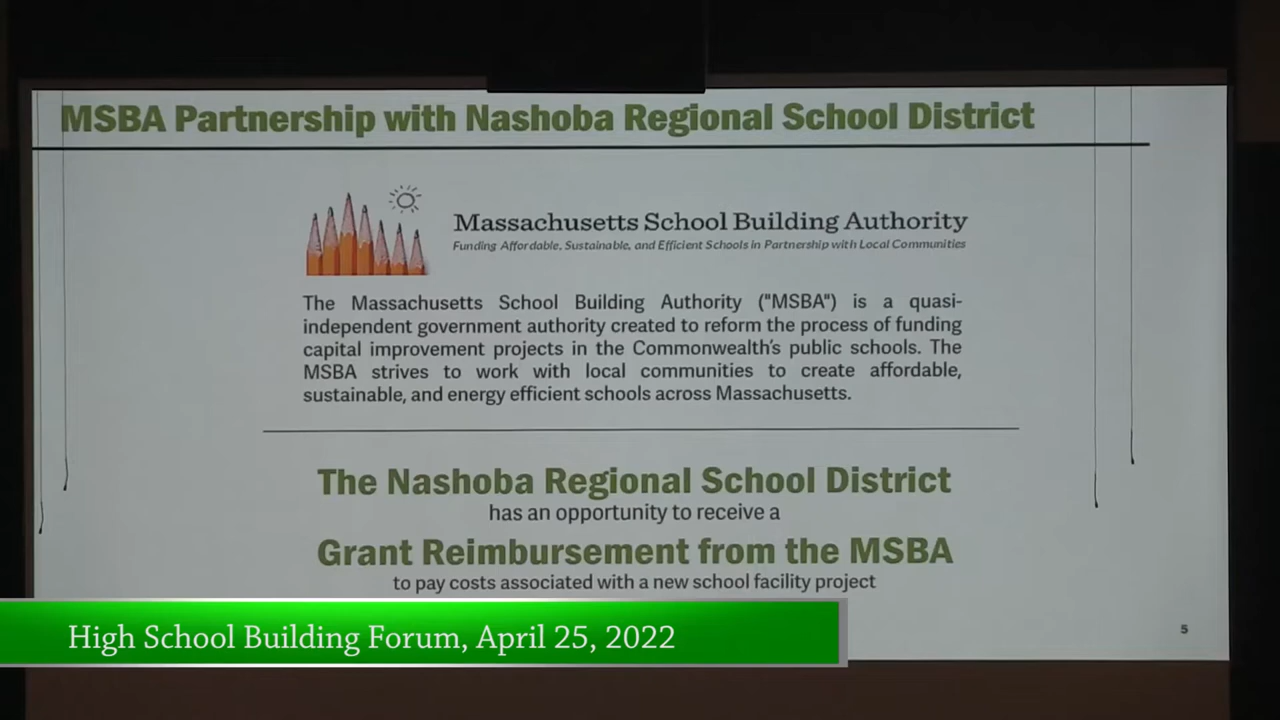 MSBA Partnership with Nashoba Regional School District
Massachusetts School Building Authority
Funding Affordable, Sustainable, and Efficient Schools in Partnership with Local Communities
The Massachusetts School Building Authority ("MSBA") is a quasi-
independent government authority created to reform the process of funding
capital improvement projects in the Commonwealth's public schools. The
MSBA strives to work with local communities to create affordable,
sustainable, and energy efficient schools across Massachusetts.
The Nashoba Regional School District
has an opportunity to receive a
Grant Reimbursement from the MSBA
to pay costs associated with a new school facility project
High School Building Forum, April 25, 2022
5